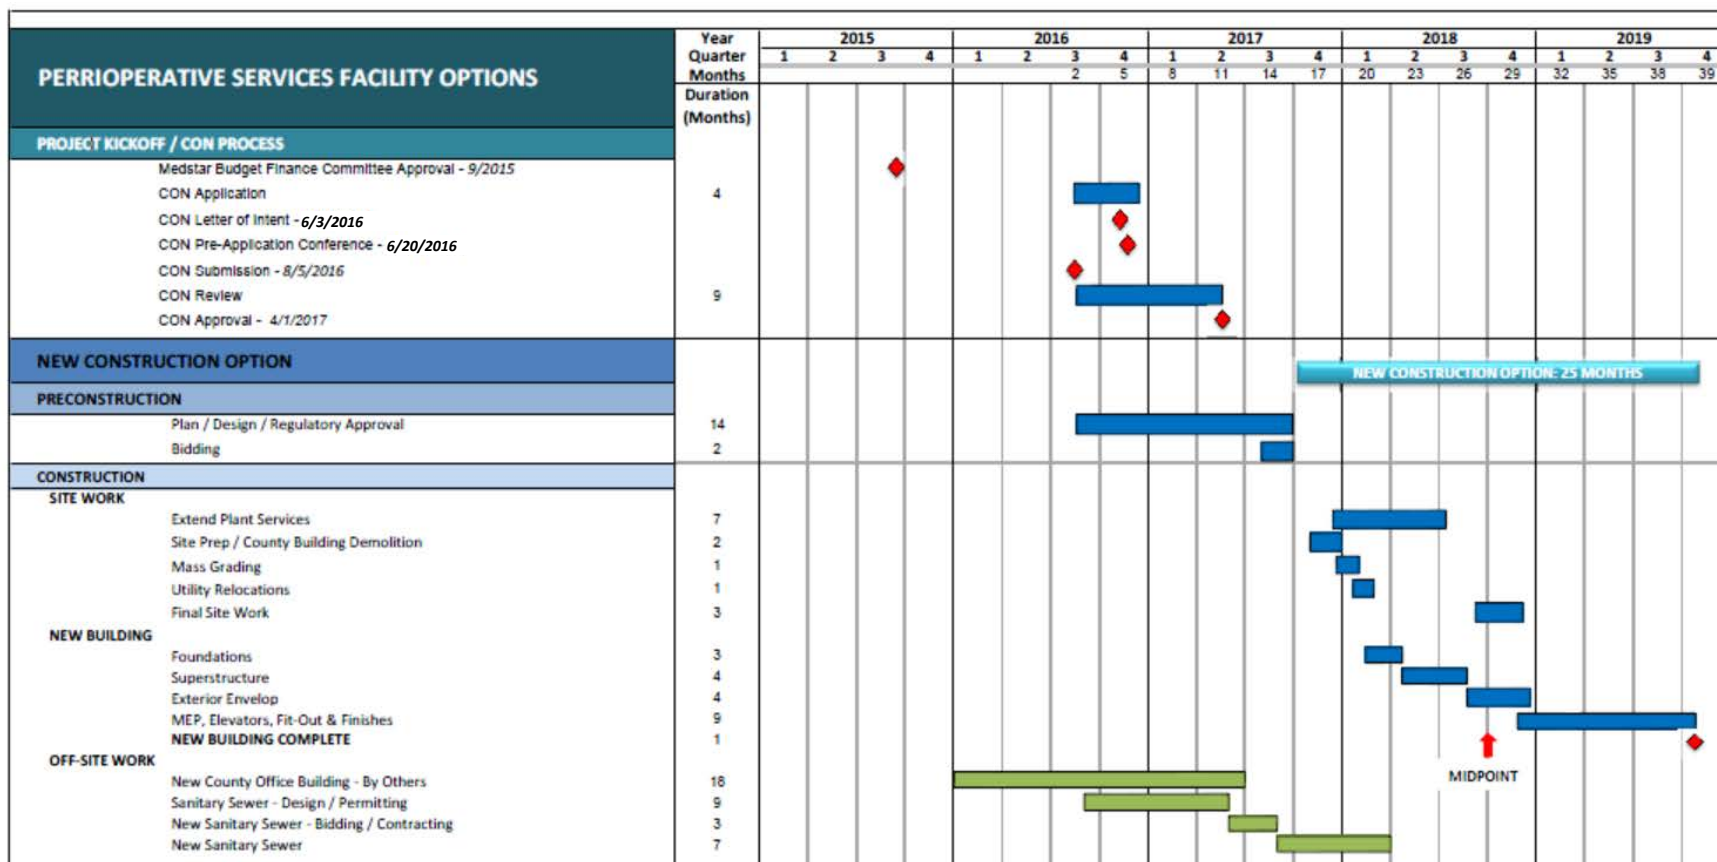 Year 2015 2016 2017 2018 2019
Quarter 1 2 3 4 1 2 3 4 1 2 3 4 1 2 3 4 1 2 3 4
PERRIOPERATIVE SERVICES FACILITY OPTIONS
Months 2 5 8 11 14 17 20 23 26 29 32 35 38 39
Duration
(Months)
PROJECT KICKOFF / CON PROCESS
Medstar Budget Finance Committee Approval - 9/2015
CON Application 4
CON Letter of Intent - 6/3/2016
CON Pre-Application Conference - 6/20/2016
CON Submission - 8/5/2016
CON Review 9
CON Approval - 4/1/2017
NEW CONSTRUCTION OPTION
NEW CONSTRUCTION OPTION: 25 MONTHS
PRECONSTRUCTION
Plan / Design / Regulatory Approval 14
Bidding 2
CONSTRUCTION
SITE WORK
Extend Plant Services 7
Site Prep / County Building Demolition 2
Mass Grading 1
Utility Relocations 1
Final Site Work 3
NEW BUILDING
Foundations 3
Superstructure 4
Exterior Envelop 4
MEP, Elevators, Fit-Out & Finishes 9
NEW BUILDING COMPLETE 1
OFF-SITE WORK
MIDPOINT
New County Office Building - By Others 18
Sanitary Sewer - Design / Permitting 9
New Sanitary Sewer - Bidding / Contracting 3
New Sanitary Sewer 7